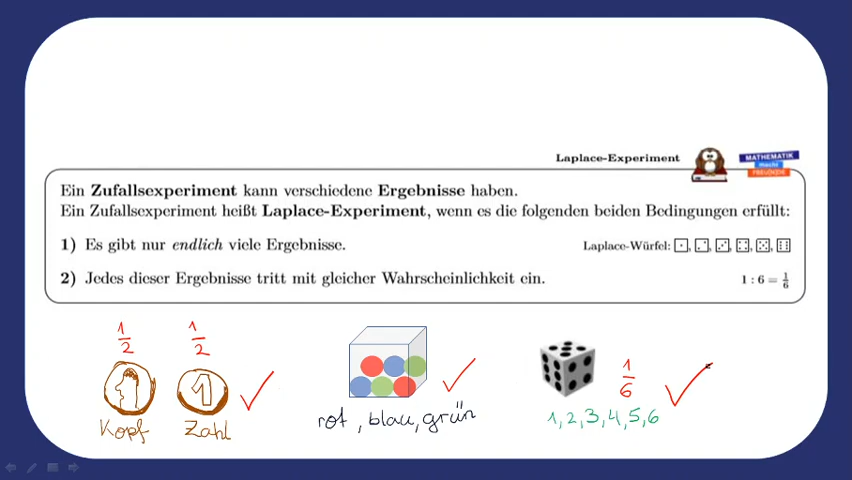 Laplace-Experiment
MATHEMATIK
macht
FREU(N)DE
Ein Zufallsexperiment kann verschiedene Ergebnisse haben.
Ein Zufallsexperiment heißt Laplace-Experiment, wenn es die folgenden beiden Bedingungen erfüllt:
1) Es gibt nur endlich viele Ergebnisse. Laplace-Würfel: ⚀, ⚁, ⚂, ⚃, ⚄, ⚅
2) Jedes dieser Ergebnisse tritt mit gleicher Wahrscheinlichkeit ein. 1 : 6 = 1/6
1/2 1/2
1
1/6
Kopf Zahl
rot, blau, grün
1, 2, 3, 4, 5, 6